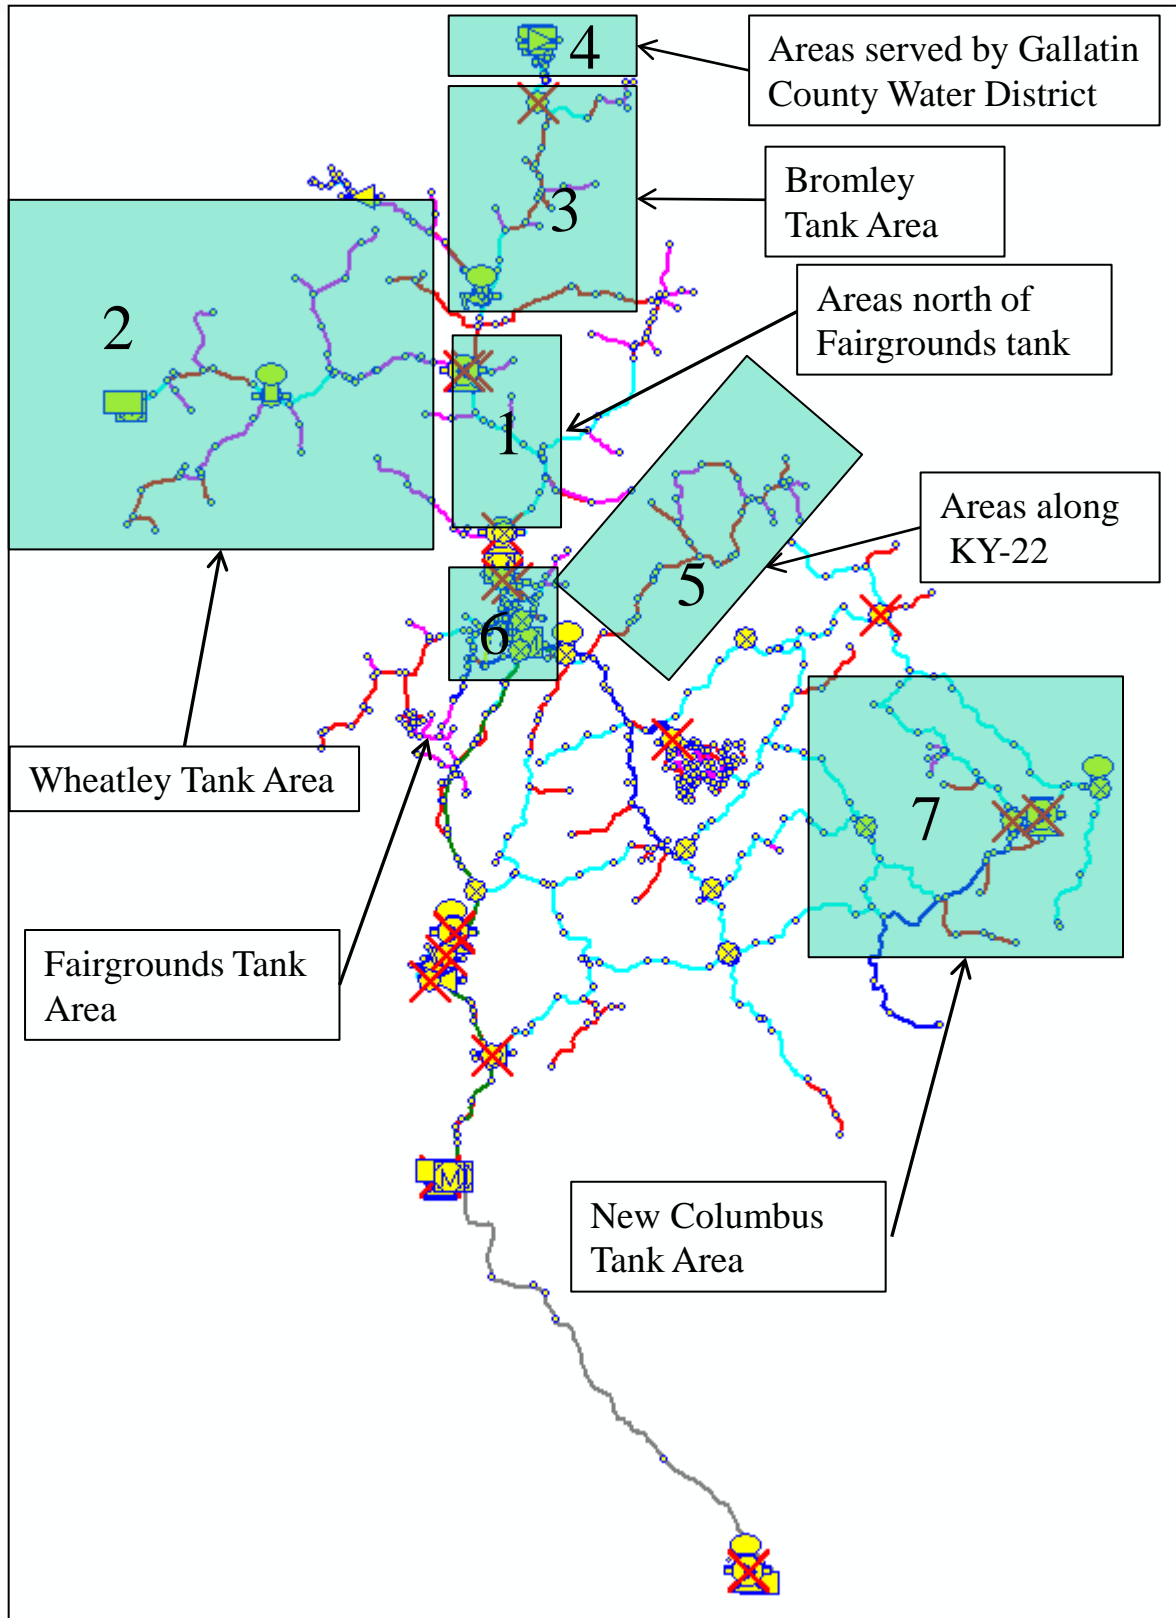 4
Areas served by Gallatin
County Water District
3
Bromley
Tank Area
2
Areas north of
Fairgrounds tank
1
5
Areas along
KY-22
6
Wheatley Tank Area
7
Fairgrounds Tank
Area
M
New Columbus
Tank Area